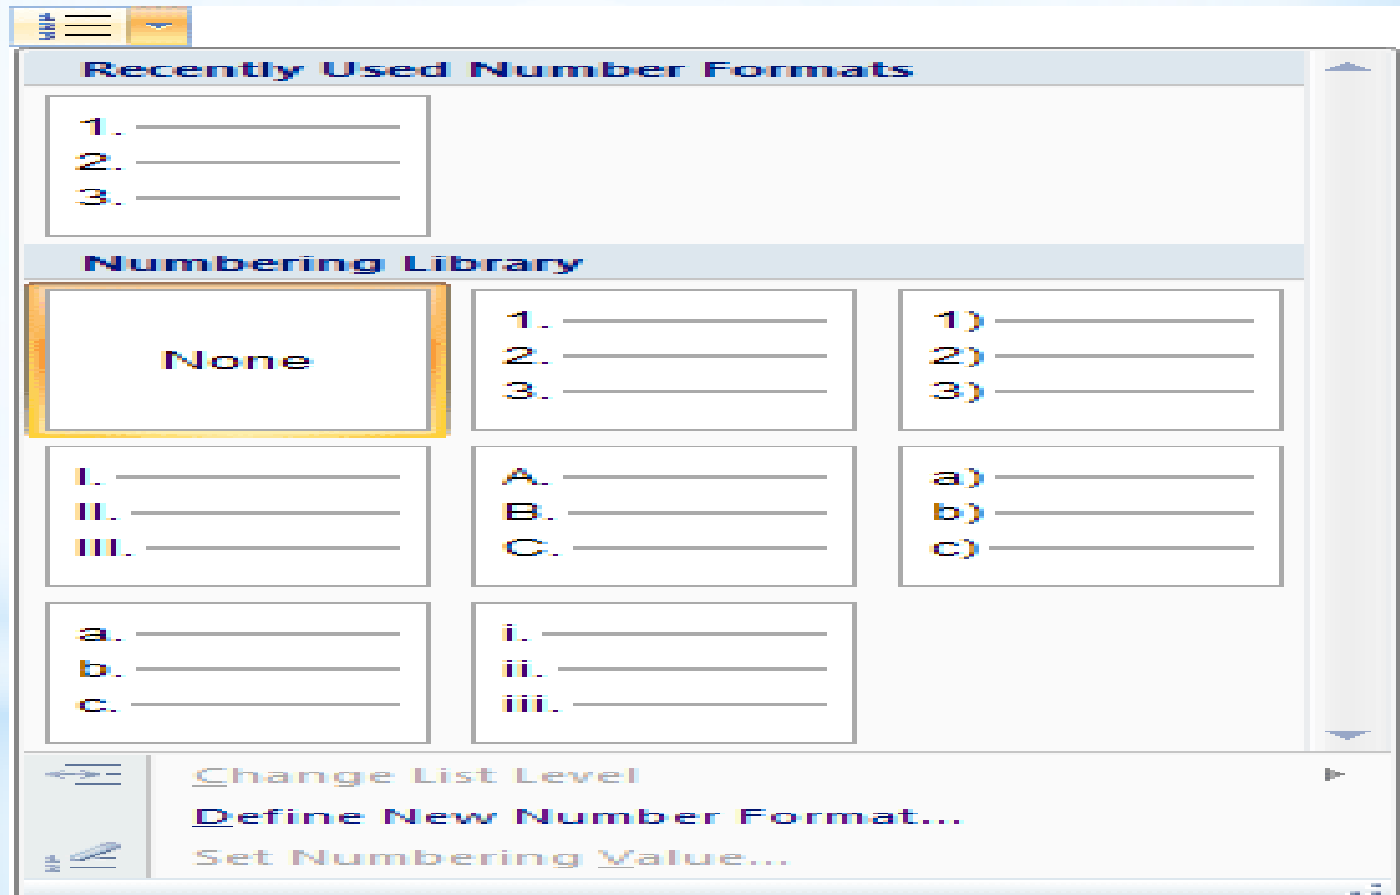 Recently Used Number Formats
1.
2.
3.
Numbering Library
None
1.
2.
3.
1)
2)
3)
I.
II.
III.
A.
B.
C.
a)
b)
c)
a.
b.
c.
i.
ii.
iii.
Change List Level
Define New Number Format...
Set Numbering Value...